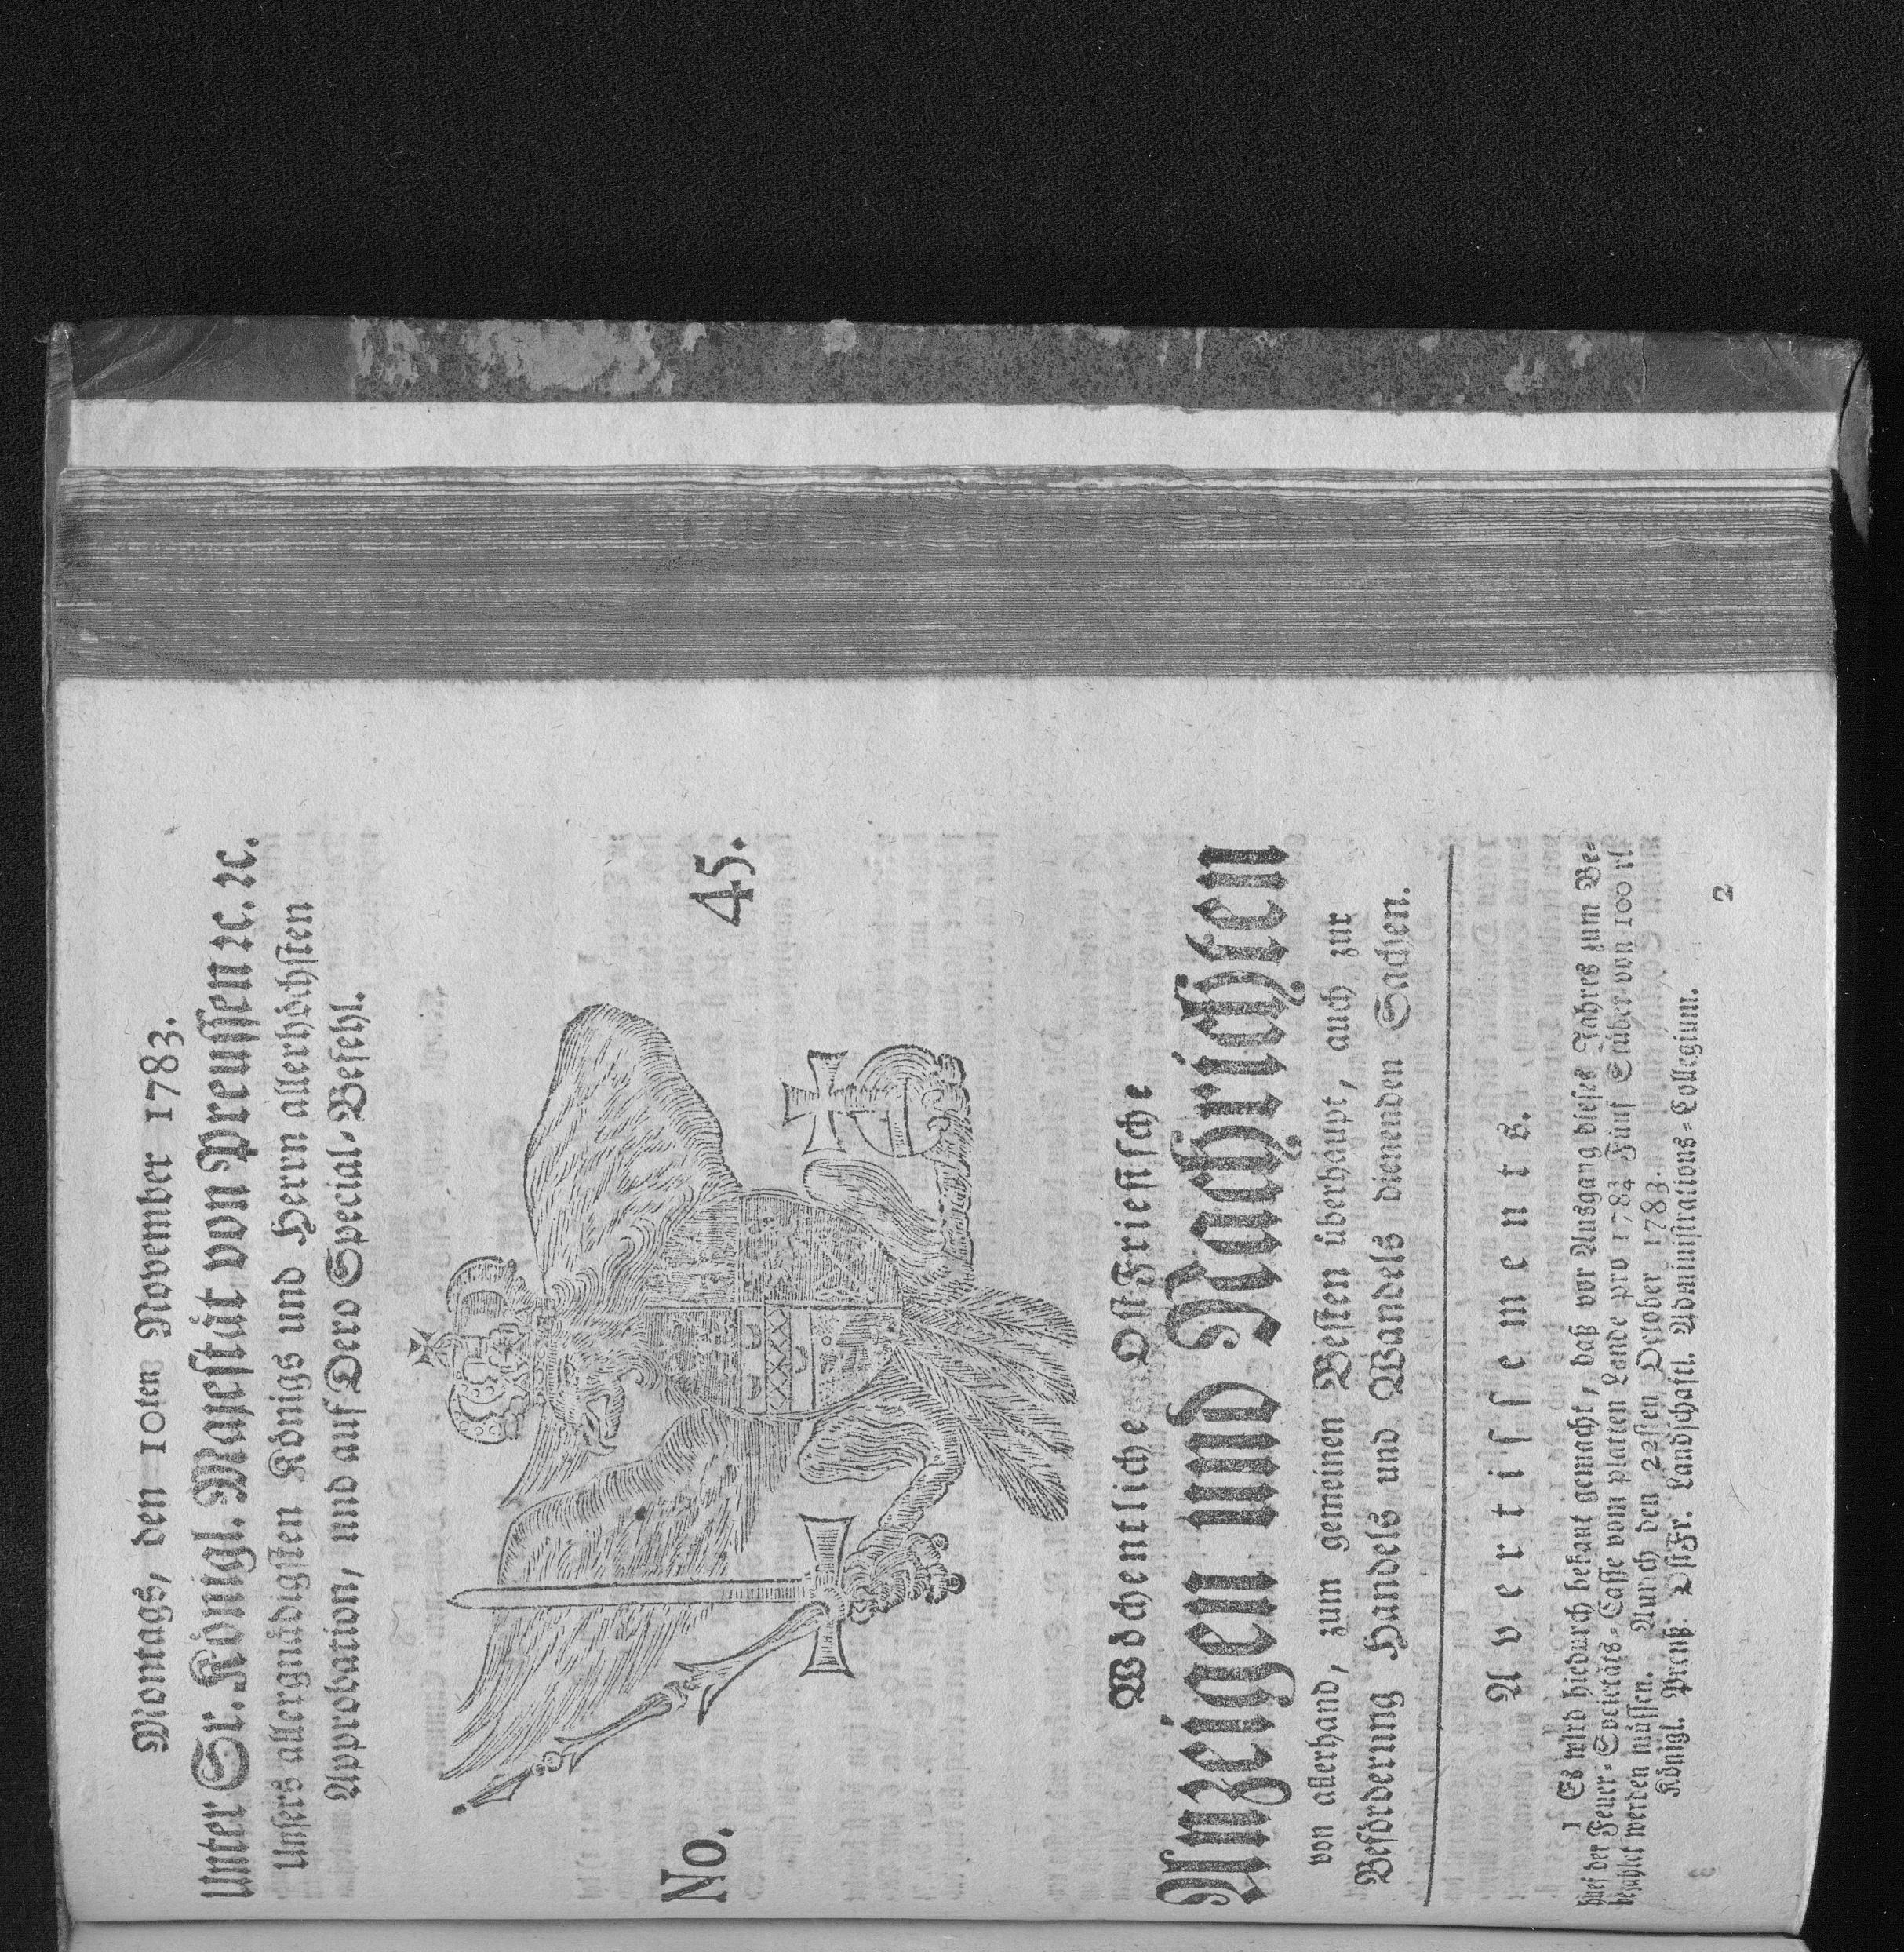 Montags, den 10ten November 1783.
Unter Sr. Königl. Majestät von Preussen ꝛc. ꝛc.
Unsers allergnädigsten Königs und Herrn allerhöchsten
Approbation, und auf Dero Special-Befehl.
No. 45.
Wöchentliche Ost-Friesische
Anzeigen und Nachrichten
von allerhand, zum gemeinen Besten überhaupt, auch zur
Beförderung Handels und Wandels dienenden Sachen.
Avertissements.
1 Es wird hiedurch bekant gemacht, daß vor Ausgang dieses Jahres zum Be-
huef der Feuer-Societäts-Casse vom platten Lande pro 1784 Fünf Stüber von 100 rl.
bezahlet werden müssen. Aurich den 22sten October 1783.
Königl. Preuß. Ost-Fr. Landschaftl. Administrations-Collegium.
2